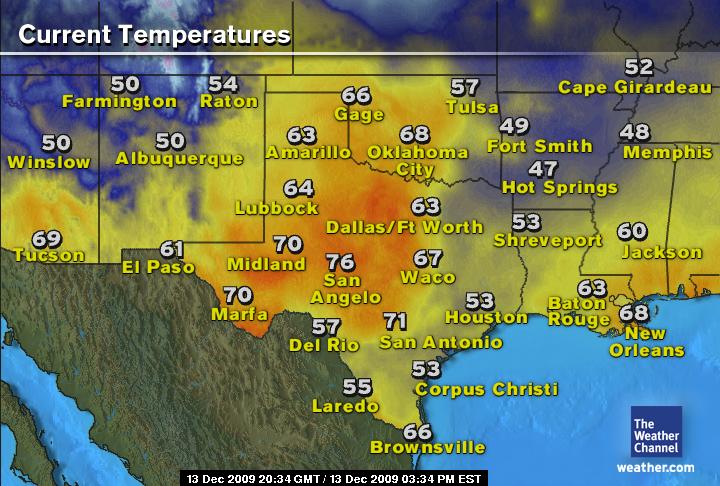 Current Temperatures
52
Cape Girardeau
50
Farmington
54
Raton
66
Gage
57
Tulsa
50
Winslow
50
Albuquerque
63
Amarillo
68
Oklahoma
City
49
Fort Smith
48
Memphis
47
Hot Springs
64
Lubbock
63
Dallas/Ft Worth
53
Shreveport
60
Jackson
69
Tucson
61
El Paso
70
Midland
76
San
Angelo
67
Waco
70
Marfa
57
Del Rio
71
San Antonio
53
Houston
63
Baton
Rouge
68
New
Orleans
55
Laredo
53
Corpus Christi
66
Brownsville
The
Weather
Channel
weather.com
13 Dec 2009 20:34 GMT / 13 Dec 2009 03:34 PM EST